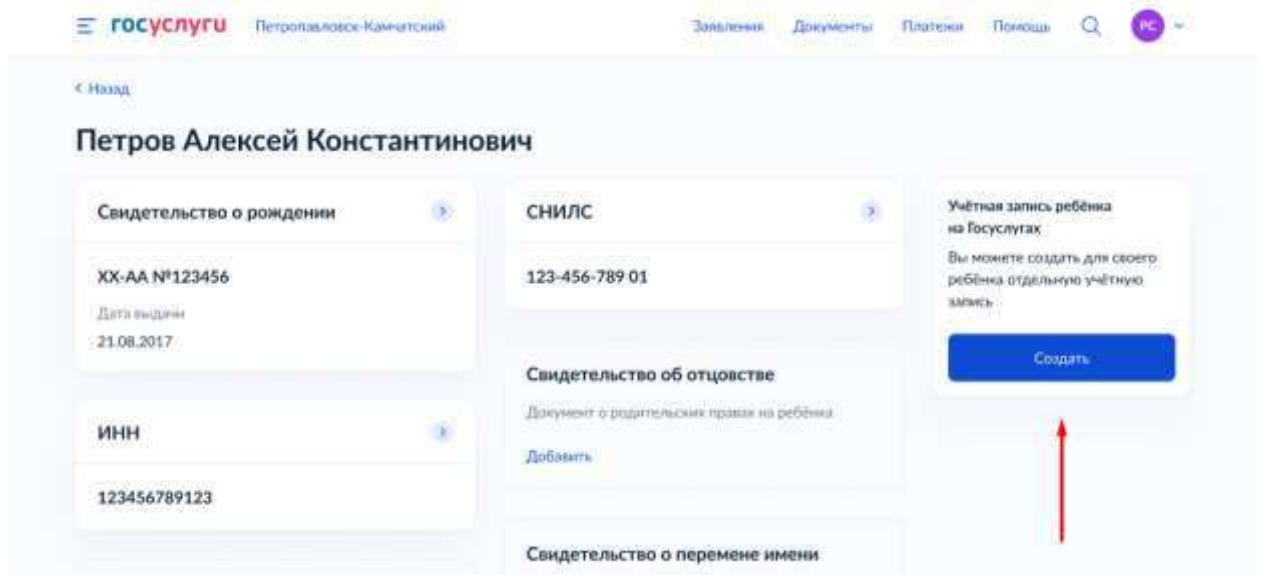 госуслуги Петропавловск-Камчатский Заявления Документы Платежи Помощь РС
Назад
Петров Алексей Константинович
Свидетельство о рождении
ХХ-АА №123456
Дата выдачи
21.08.2017
ИНН
123456789123
СНИЛС
123-456-789 01
Свидетельство об отцовстве
Документ о родительских правах на ребёнка
Добавить
Свидетельство о перемене имени
Учётная запись ребёнка
на Госуслугах
Вы можете создать для своего
ребёнка отдельную учётную
запись
Создать